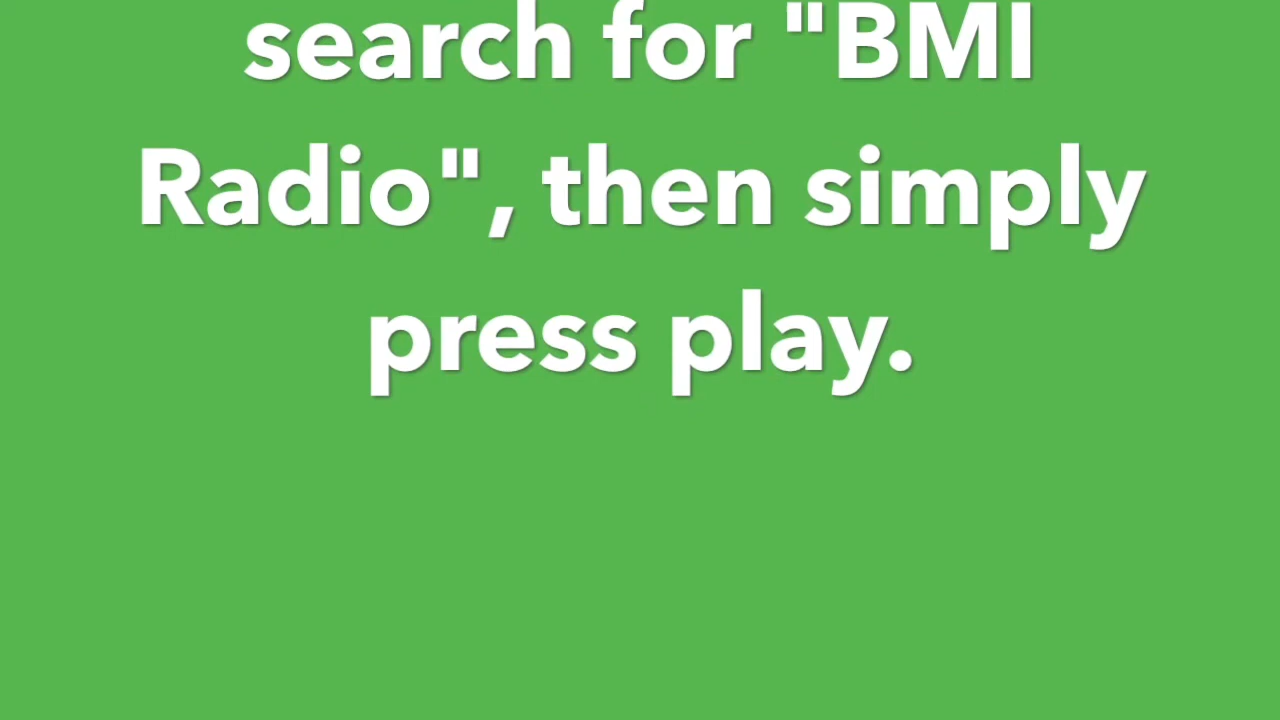 search for "BMI
Radio", then simply
press play.